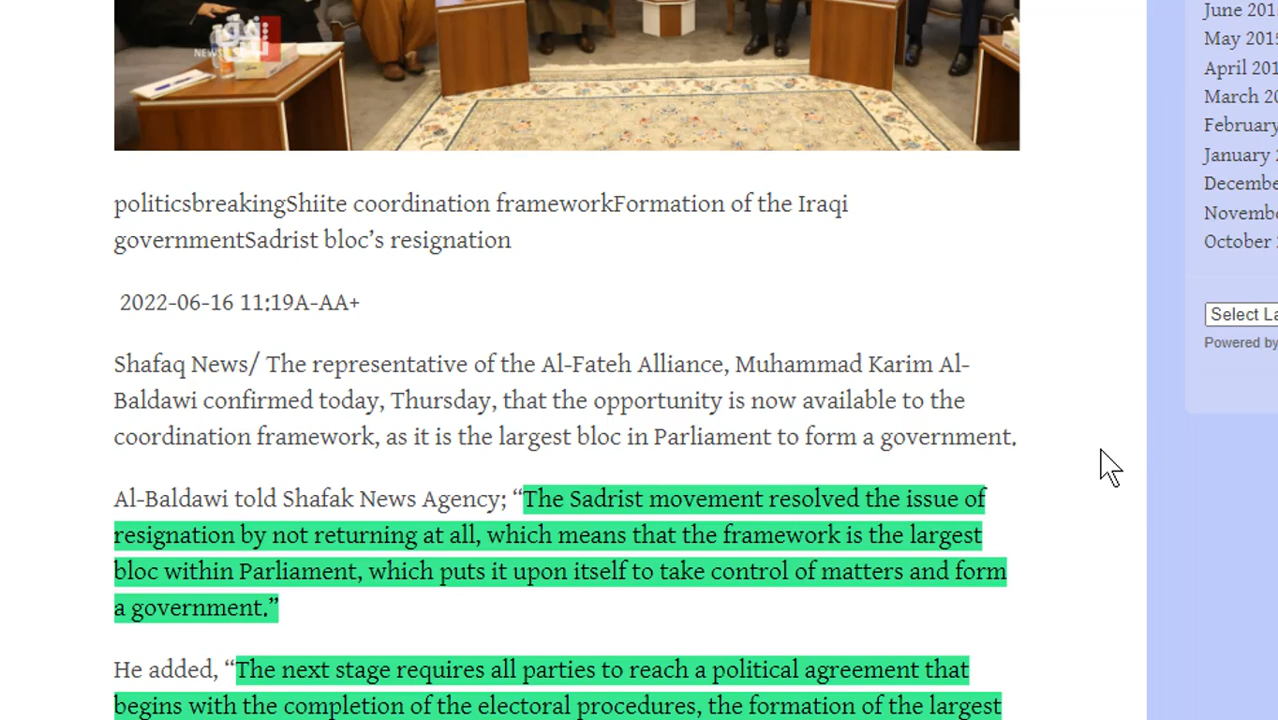 شفق
NEWS
June 201
May 2015
April 201
March 20
February
January 2
Decembe
Novembe
October 2
Select La
Powered by
politicsbreakingShiite coordination frameworkFormation of the Iraqi
governmentSadrist bloc’s resignation
2022-06-16 11:19A-AA+
Shafaq News/ The representative of the Al-Fateh Alliance, Muhammad Karim Al-
Baldawi confirmed today, Thursday, that the opportunity is now available to the
coordination framework, as it is the largest bloc in Parliament to form a government.
Al-Baldawi told Shafak News Agency; “The Sadrist movement resolved the issue of
resignation by not returning at all, which means that the framework is the largest
bloc within Parliament, which puts it upon itself to take control of matters and form
a government.”
He added, “The next stage requires all parties to reach a political agreement that
begins with the completion of the electoral procedures, the formation of the largest